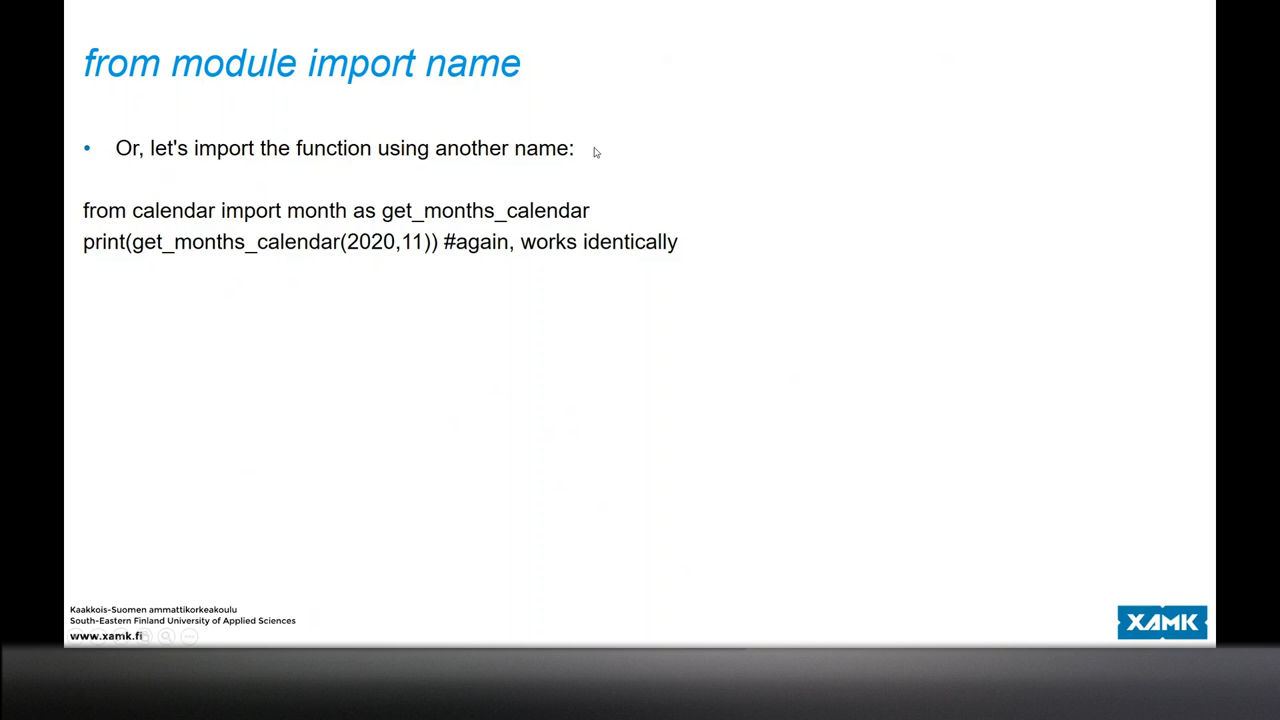 from module import name
• Or, let's import the function using another name:
from calendar import month as get_months_calendar
print(get_months_calendar(2020,11)) #again, works identically
Kaakkois-Suomen ammattikorkeakoulu
South-Eastern Finland University of Applied Sciences
www.xamk.fi
XAMK